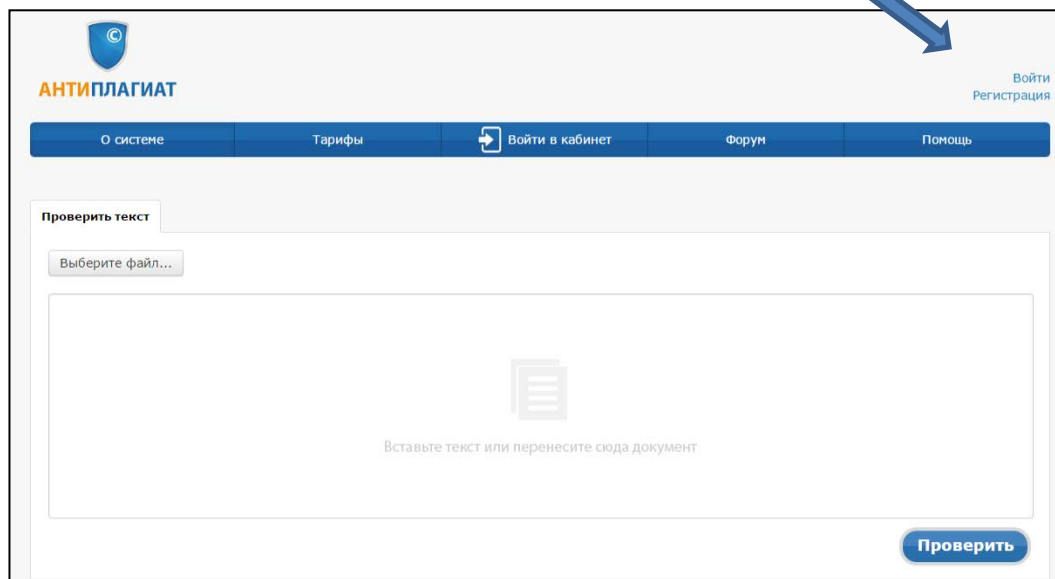 ©
АНТИПЛАГИАТ
Войти
Регистрация
О системе Тарифы Войти в кабинет Форум Помощь
Проверить текст
Выберите файл...
Вставьте текст или перенесите сюда документ
Проверить